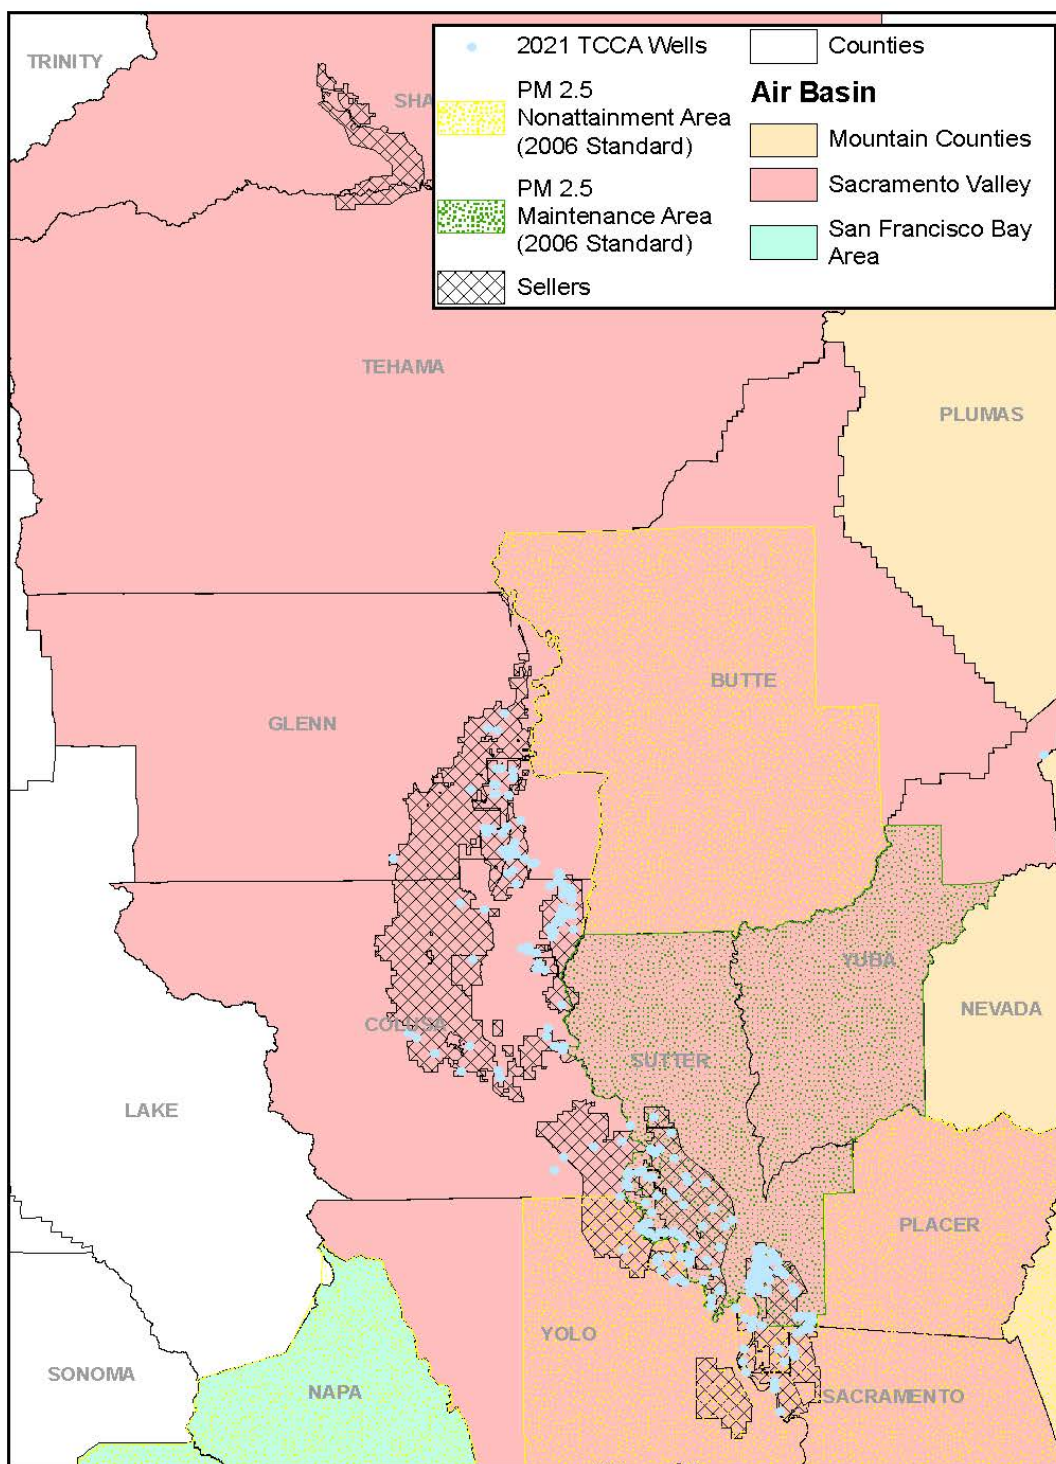 2021 TCCA Wells
PM 2.5
Nonattainment Area
(2006 Standard)
PM 2.5
Maintenance Area
(2006 Standard)
Sellers
Counties
Air Basin
Mountain Counties
Sacramento Valley
San Francisco Bay
Area
TRINITY
SHA
TEHAMA
PLUMAS
BUTTE
GLENN
YUBA
NEVADA
COLUSA
SUTTER
LAKE
PLACER
YOLO
SONOMA
NAPA
SACRAMENTO